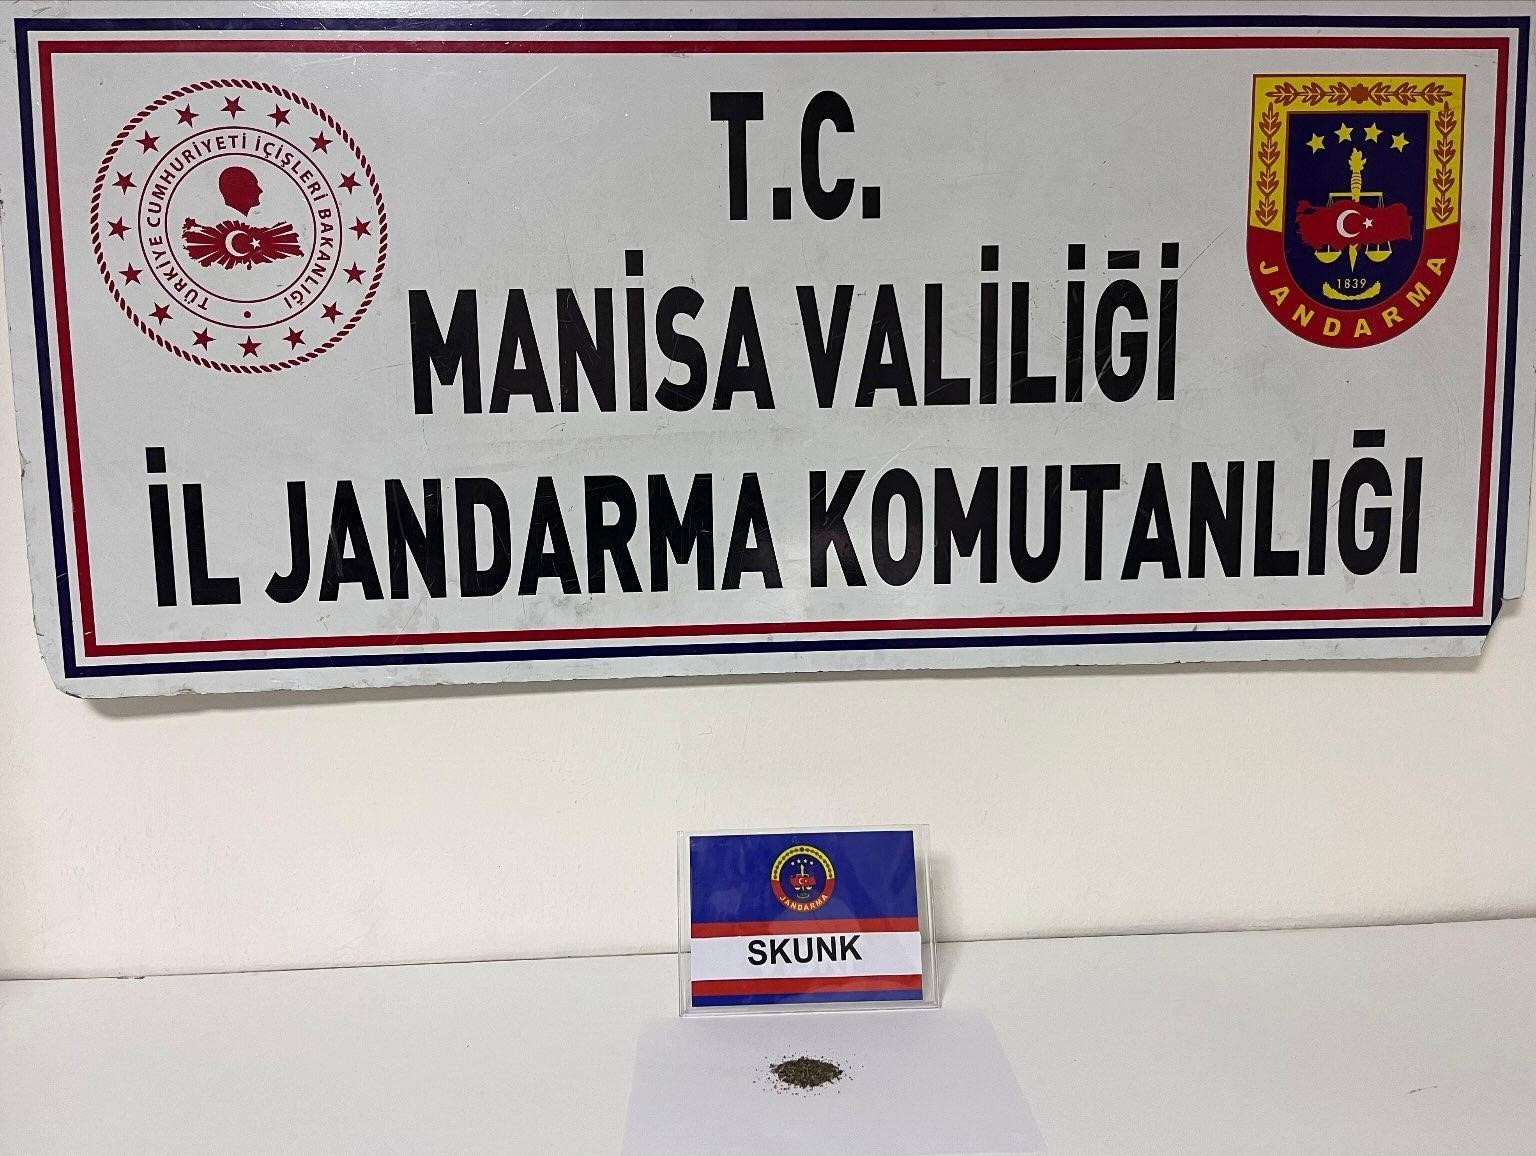 T.C.
MANİSA VALİLİĞİ
İL JANDARMA KOMUTANLIĞI
TÜRKİYE CUMHURİYETİ İÇİŞLERİ BAKANLIĞI
1839
JANDARMA
JANDARMA
SKUNK